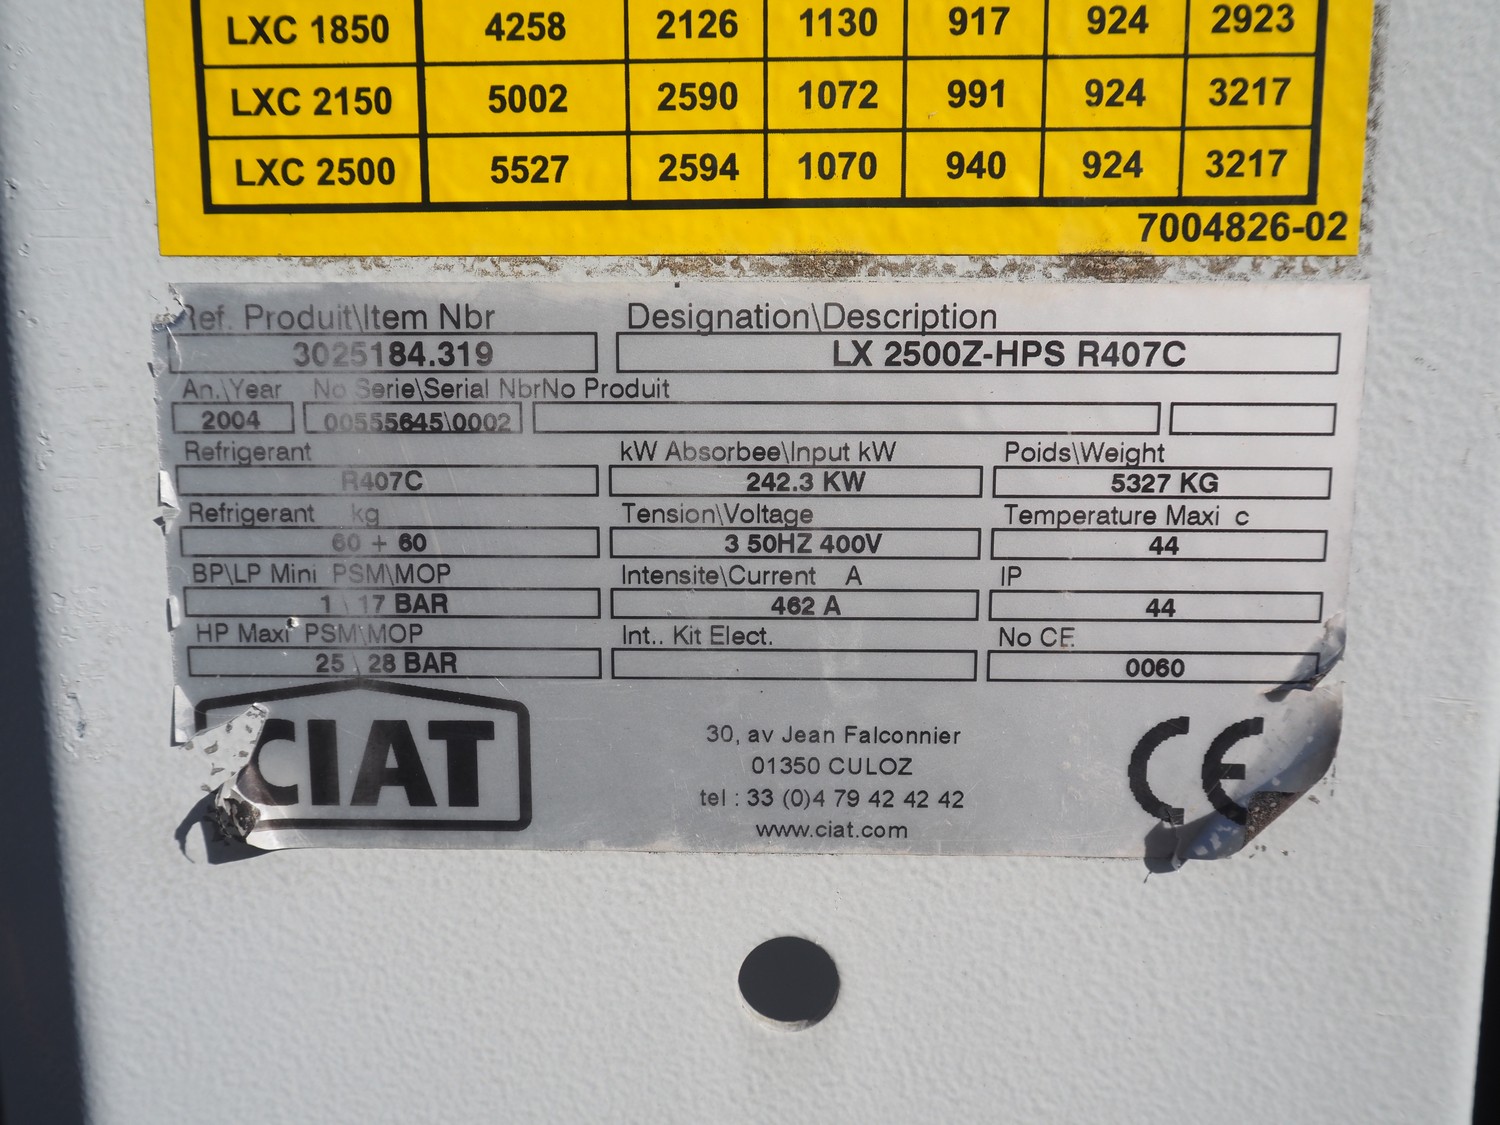 LXC 1850 4258 2126 1130 917 924 2923
LXC 2150 5002 2590 1072 991 924 3217
LXC 2500 5527 2594 1070 940 924 3217
7004826-02
Ref. Produit\Item Nbr Designation\Description
3025184.319 LX 2500Z-HPS R407C
An.\Year No Serie\Serial NbrNo Produit
2004 00555645\0002
Refrigerant kW Absorbee\Input kW Poids\Weight
R407C 242.3 KW 5327 KG
Refrigerant kg Tension\Voltage Temperature Maxi c
60 + 60 3 50HZ 400V 44
BP\LP Mini PSM\MOP Intensite\Current A IP
1 \ 17 BAR 462 A 44
HP Maxi PSM\MOP Int.. Kit Elect. No CE.
25 \ 28 BAR 0060
CIAT
30, av Jean Falconnier
01350 CULOZ
tel : 33 (0)4 79 42 42 42
www.ciat.com
CE